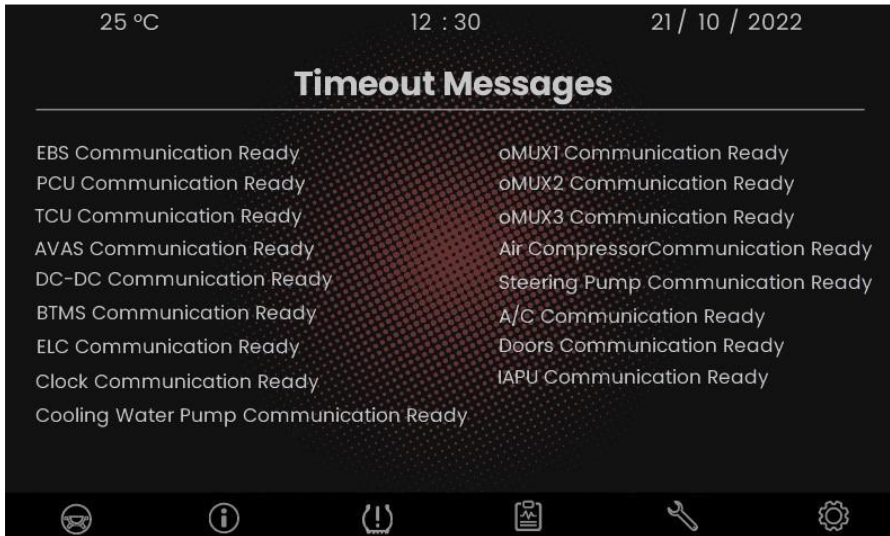 25 °C
12 : 30
21 / 10 / 2022
Timeout Messages
EBS Communication Ready
PCU Communication Ready
TCU Communication Ready
AVAS Communication Ready
DC-DC Communication Ready
BTMS Communication Ready
ELC Communication Ready
Clock Communication Ready
Cooling Water Pump Communication Ready
oMUX1 Communication Ready
oMUX2 Communication Ready
oMUX3 Communication Ready
Air CompressorCommunication Ready
Steering Pump Communication Ready
A/C Communication Ready
Doors Communication Ready
IAPU Communication Ready